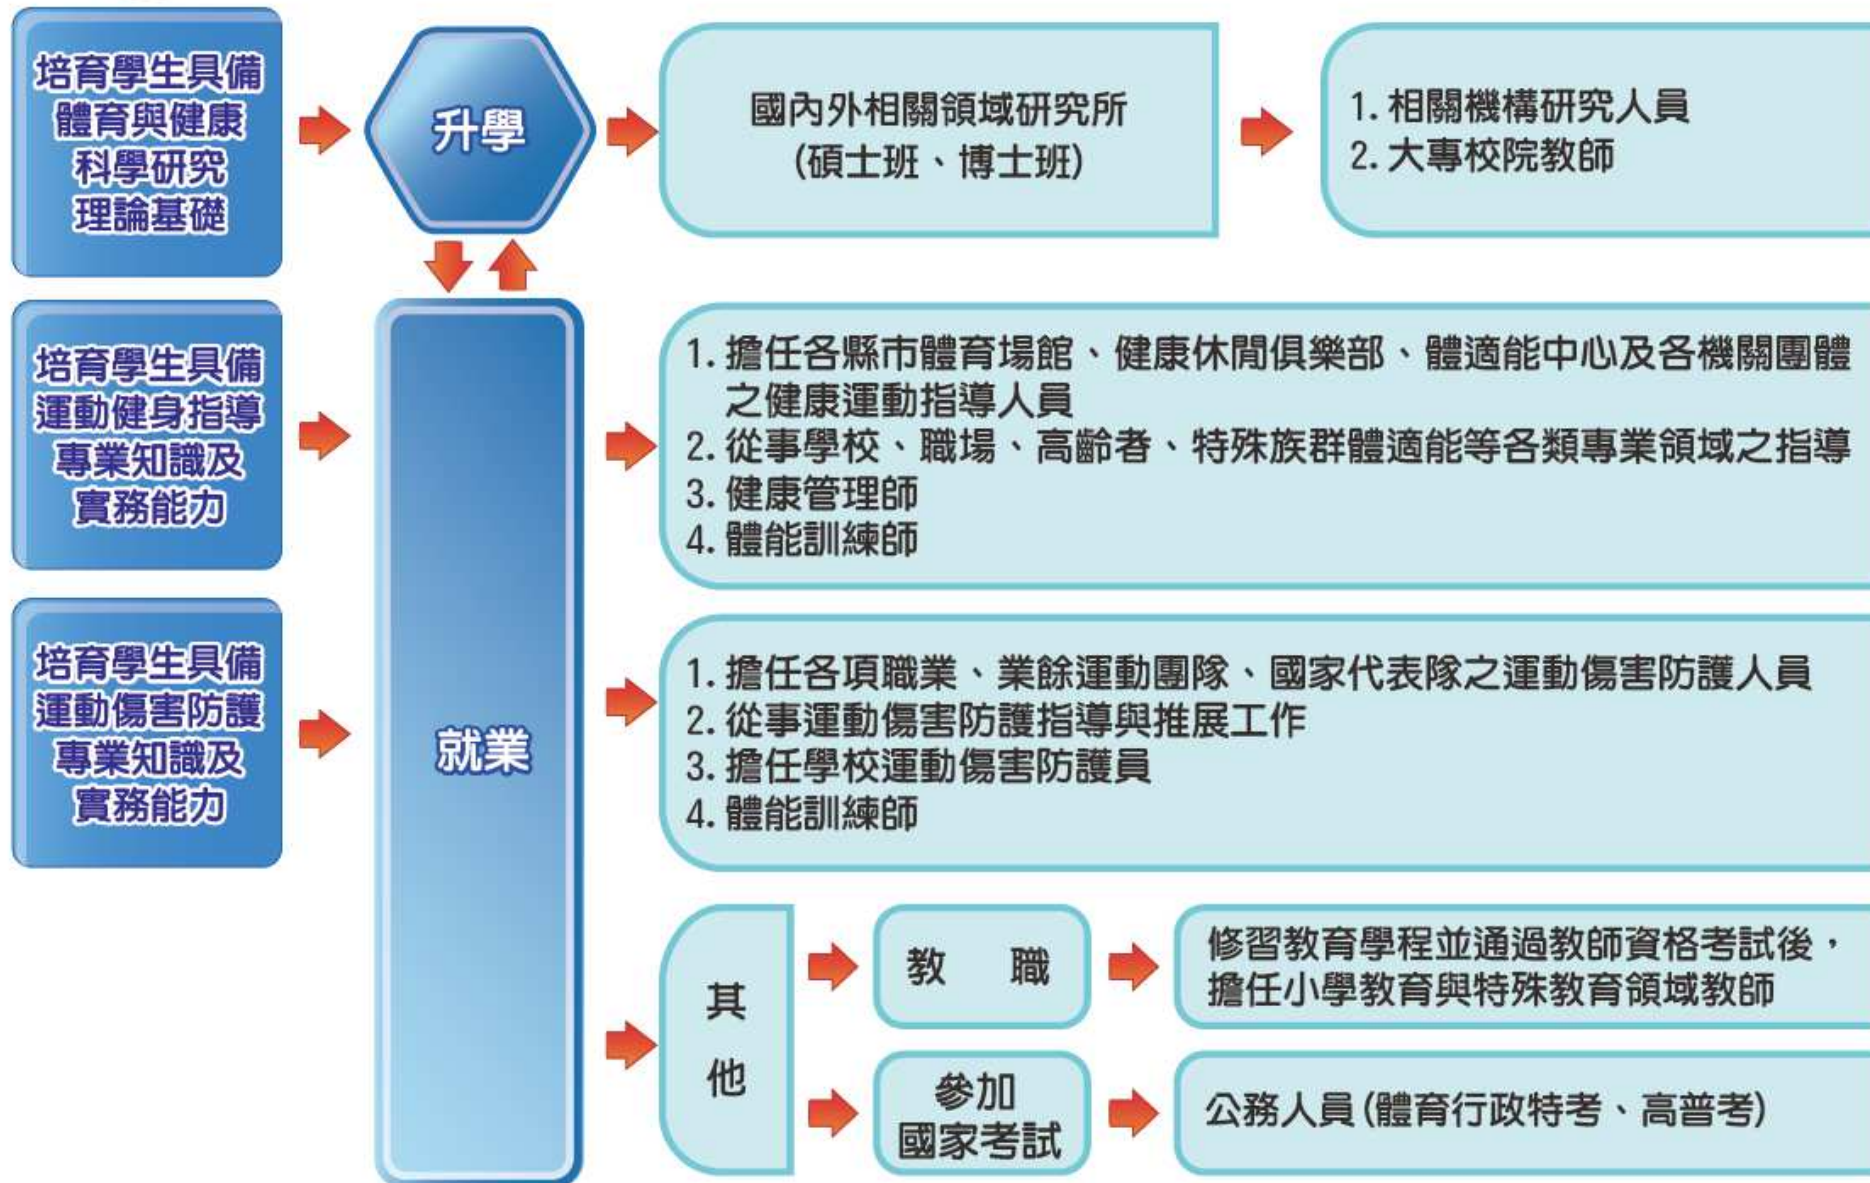 培育學生具備
體育與健康
科學研究
理論基礎
升學
國內外相關領域研究所
(碩士班、博士班)
1. 相關機構研究人員
2. 大專校院教師
培育學生具備
運動健身指導
專業知識及
實務能力
1. 擔任各縣市體育場館、健康休閒俱樂部、體適能中心及各機關團體
之健康運動指導人員
2. 從事學校、職場、高齡者、特殊族群體適能等各類專業領域之指導
3. 健康管理師
4. 體能訓練師
培育學生具備
運動傷害防護
專業知識及
實務能力
就業
1. 擔任各項職業、業餘運動團隊、國家代表隊之運動傷害防護人員
2. 從事運動傷害防護指導與推展工作
3. 擔任學校運動傷害防護員
4. 體能訓練師
其他
教 職
修習教育學程並通過教師資格考試後，
擔任小學教育與特殊教育領域教師
參加
國家考試
公務人員(體育行政特考、高普考)